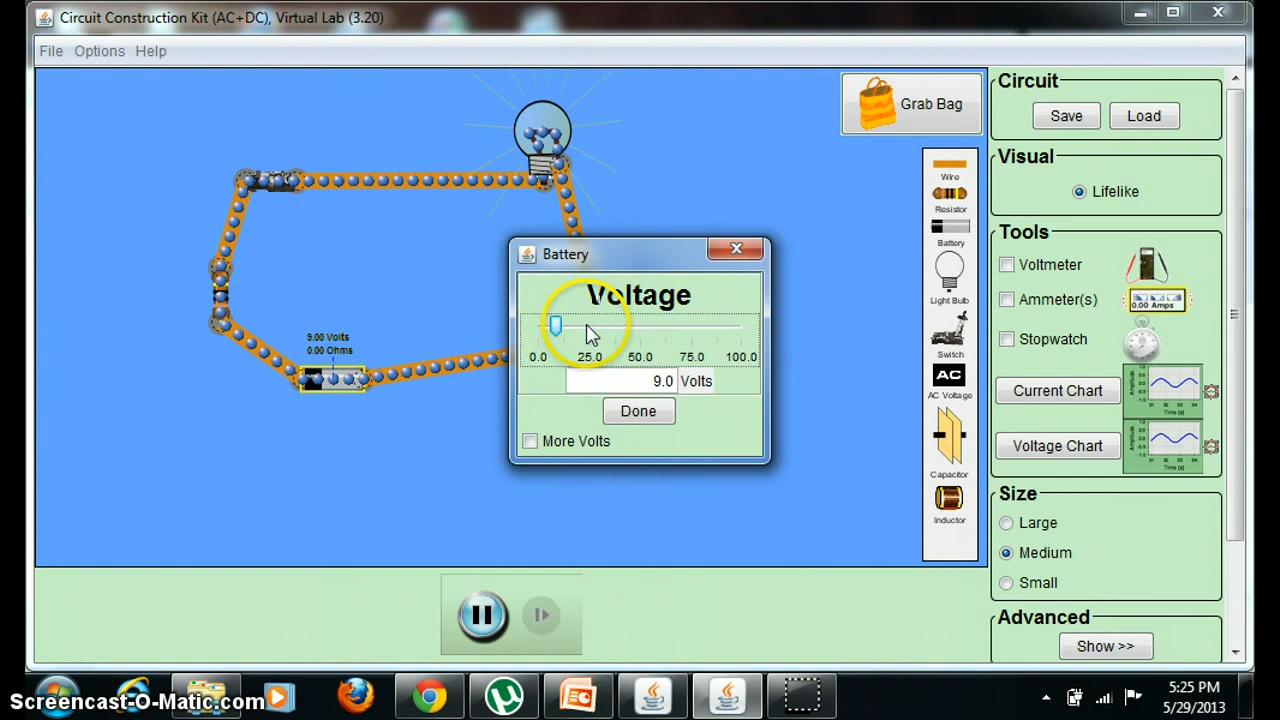 Circuit Construction Kit (AC+DC), Virtual Lab (3.20)
File Options Help
Grab Bag
Wire
Resistor
Battery
Light Bulb
Switch
AC
AC Voltage
Capacitor
Inductor
9.00 Volts
0.00 Ohms
Battery
Voltage
0.0 25.0 50.0 75.0 100.0
9.0 Volts
Done
More Volts
Circuit
Save Load
Visual
Lifelike
Tools
Voltmeter
Ammeter(s)
0.00 Amps
Stopwatch
Current Chart
Voltage Chart
Size
Large
Medium
Small
Advanced
Show >>
Screencast-O-Matic.com
5:25 PM
5/29/2013